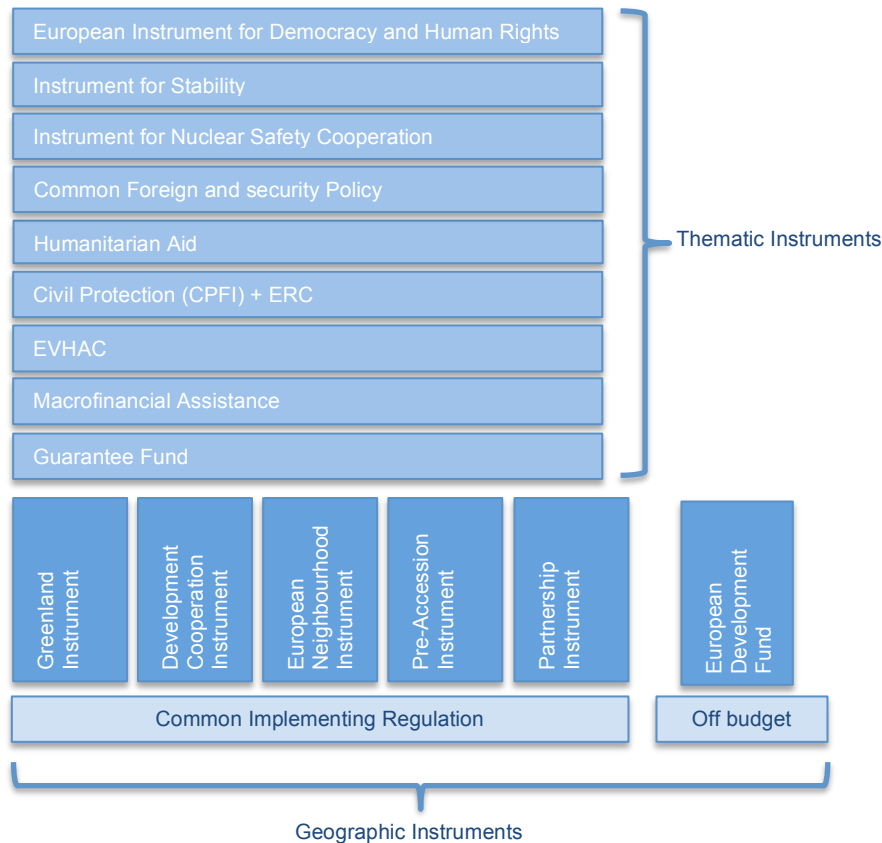 European Instrument for Democracy and Human Rights
Instrument for Stability
Instrument for Nuclear Safety Cooperation
Common Foreign and security Policy
Humanitarian Aid
Civil Protection (CPFI) + ERC
EVHAC
Macrofinancial Assistance
Guarantee Fund
Thematic Instruments
Greenland
Instrument
Development
Cooperation
Instrument
European
Neighbourhood
Instrument
Pre-Accession
Instrument
Partnership
Instrument
European
Development
Fund
Common Implementing Regulation
Off budget
Geographic Instruments